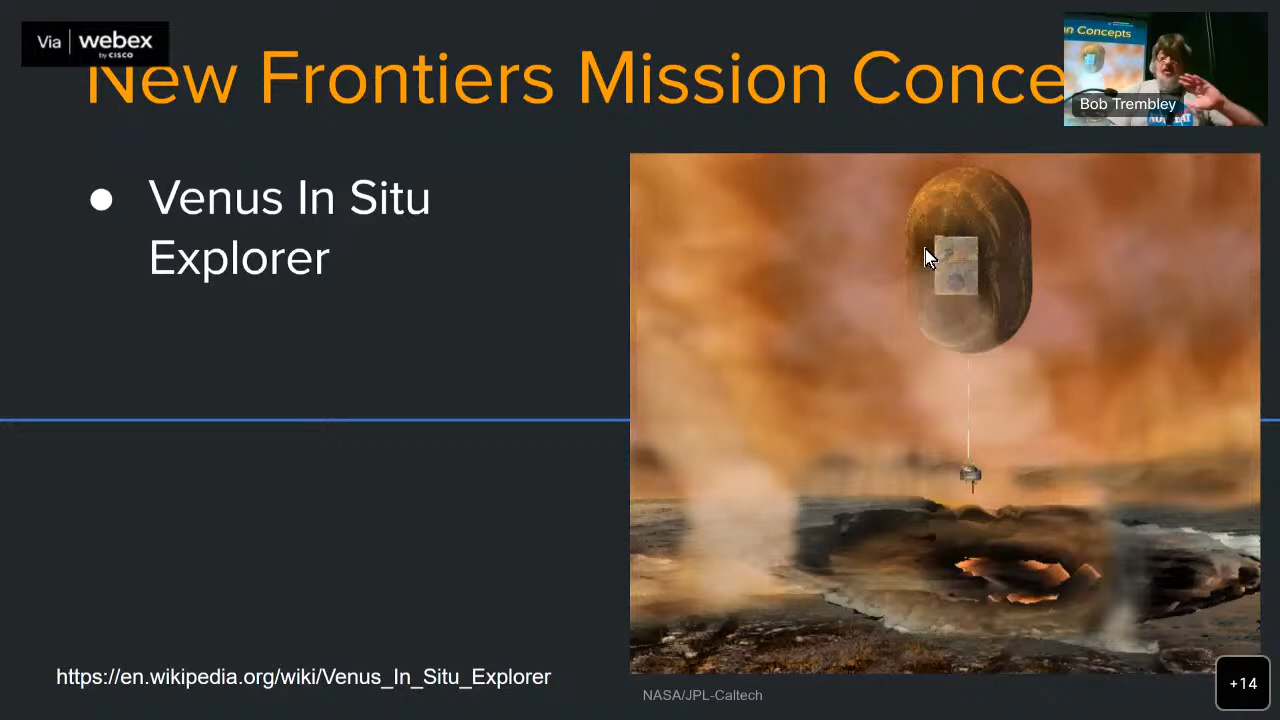 Via webex
by CISCO
New Frontiers Mission Conce
n Concepts
Bob Trembley
Venus In Situ
Explorer
https://en.wikipedia.org/wiki/Venus_In_Situ_Explorer
NASA/JPL-Caltech
+14